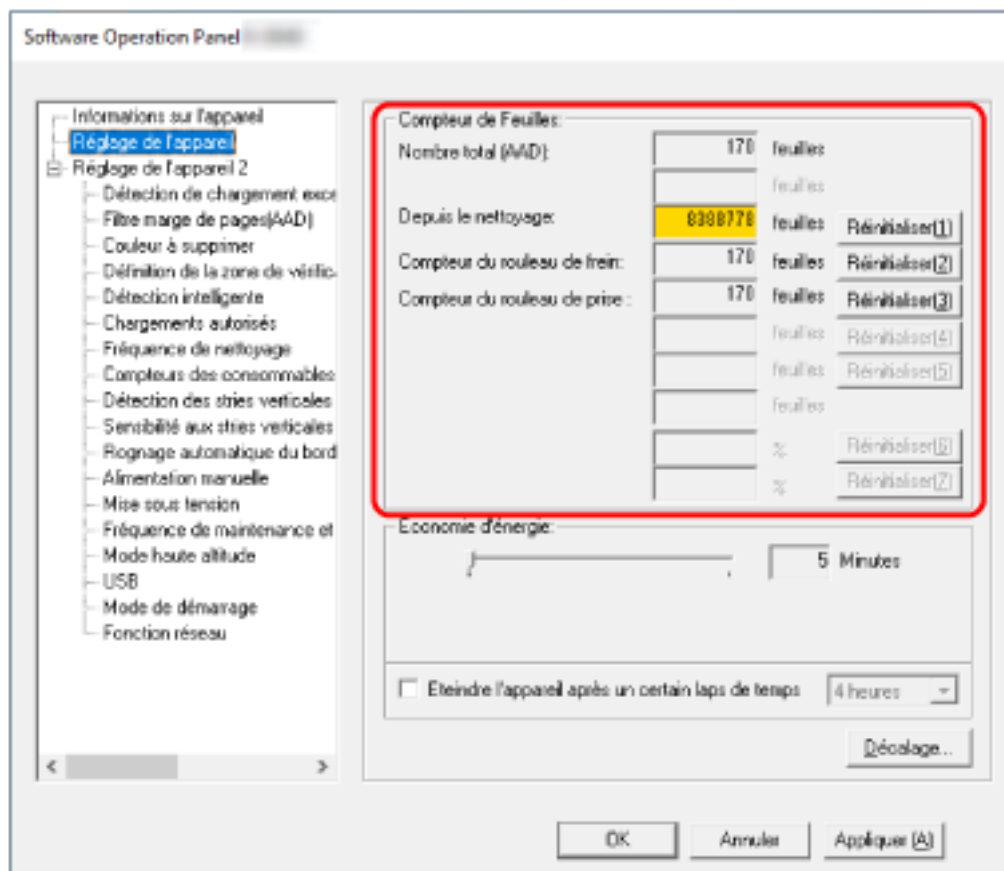 Software Operation Panel
Informations sur l'appareil
Réglage de l'appareil
Réglage de l'appareil 2
Détection de chargement exce
Filtre marge de pages(AAD)
Couleur à supprimer
Définition de la zone de vérific
Détection intelligente
Chargements autorisés
Fréquence de nettoyage
Compteurs des consommables
Détection des stries verticales
Sensibilité aux stries verticales
Rognage automatique du bord
Alimentation manuelle
Mise sous tension
Fréquence de maintenance et
Mode haute altitude
USB
Mode de démarrage
Fonction réseau
Compteur de Feuilles:
Nombre total (AAD): 170 feuilles
feuilles
Depuis le nettoyage: 8388778 feuilles Réinitialiser(1)
Compteur du rouleau de frein: 170 feuilles Réinitialiser(2)
Compteur du rouleau de prise : 170 feuilles Réinitialiser(3)
feuilles Réinitialiser(4)
feuilles Réinitialiser(5)
feuilles
% Réinitialiser(6)
% Réinitialiser(7)
Economie d'énergie:
5 Minutes
Eteindre l'appareil après un certain laps de temps 4 heures
Décalage...
OK Annuler Appliquer (A)